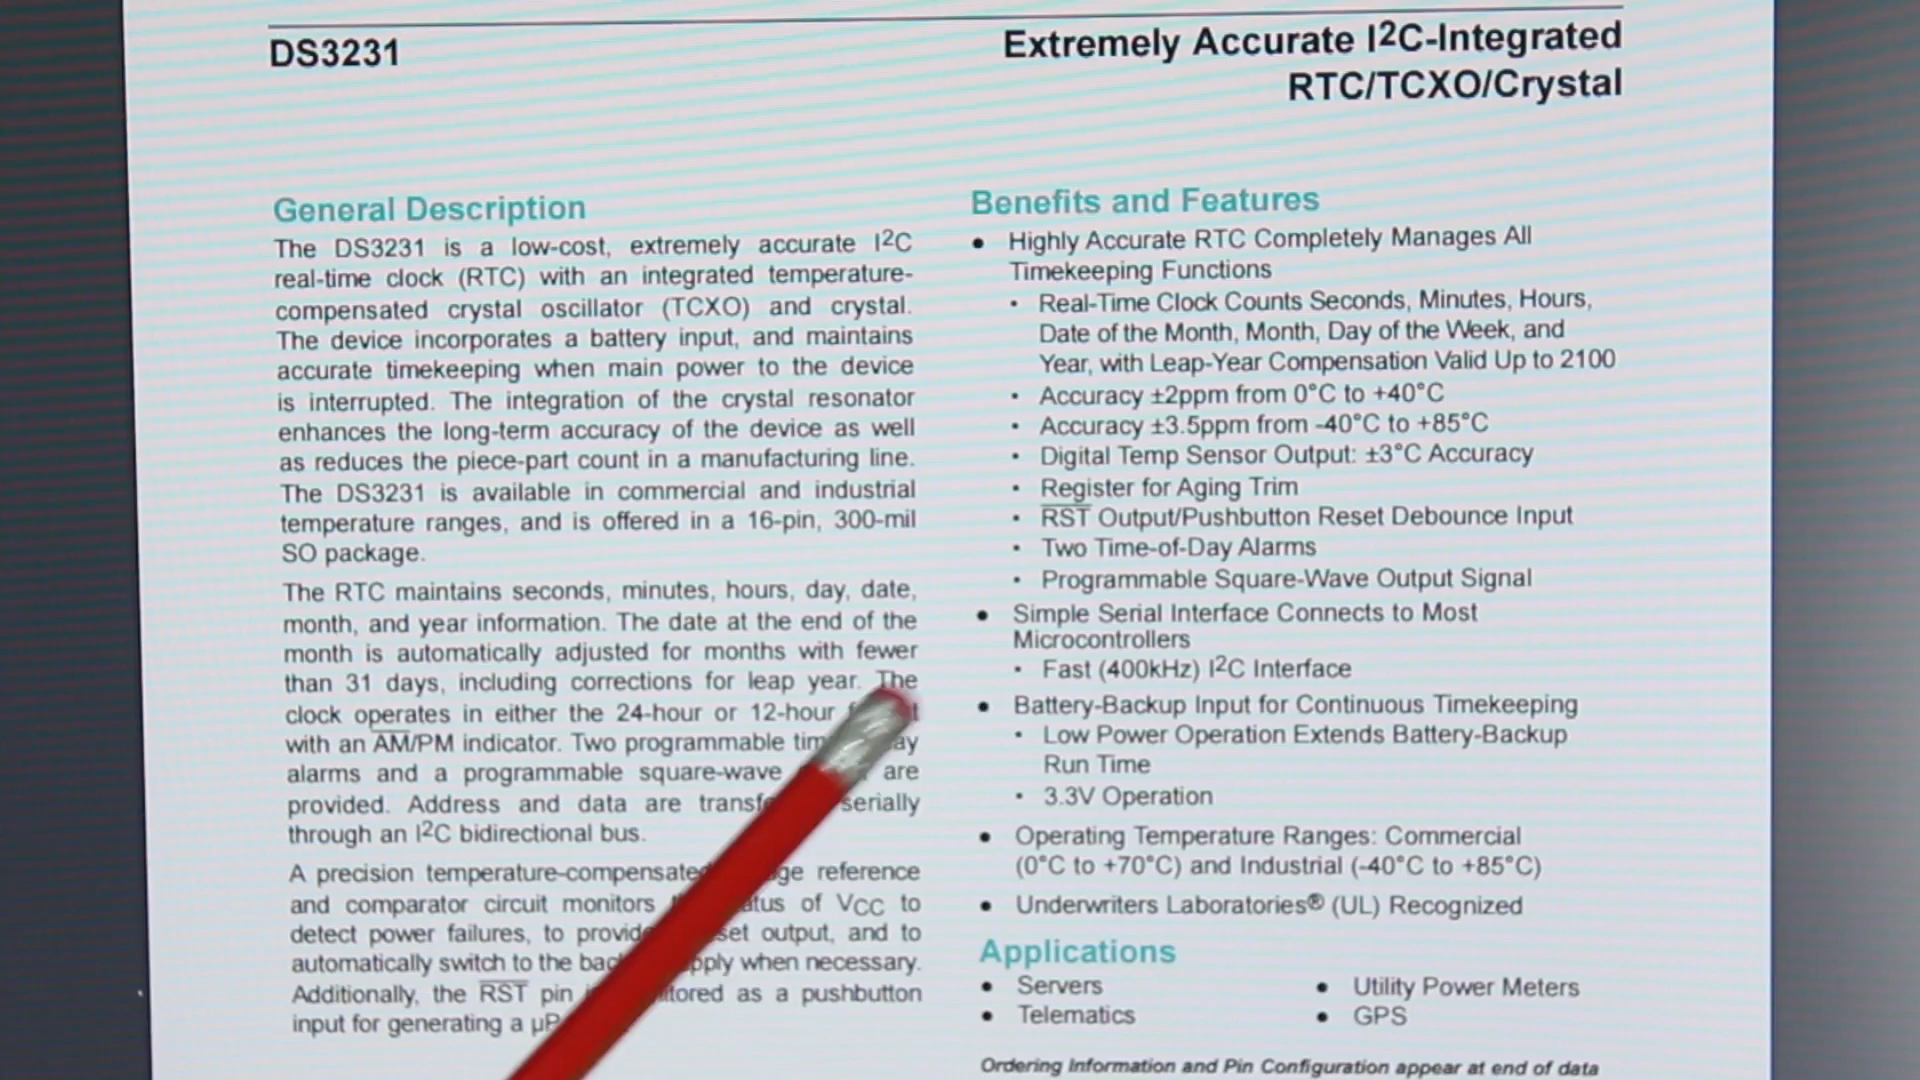 DS3231
Extremely Accurate I2C-Integrated
RTC/TCXO/Crystal
General Description
The DS3231 is a low-cost, extremely accurate I2C
real-time clock (RTC) with an integrated temperature-
compensated crystal oscillator (TCXO) and crystal.
The device incorporates a battery input, and maintains
accurate timekeeping when main power to the device
is interrupted. The integration of the crystal resonator
enhances the long-term accuracy of the device as well
as reduces the piece-part count in a manufacturing line.
The DS3231 is available in commercial and industrial
temperature ranges, and is offered in a 16-pin, 300-mil
SO package.
The RTC maintains seconds, minutes, hours, day, date,
month, and year information. The date at the end of the
month is automatically adjusted for months with fewer
than 31 days, including corrections for leap year. The
clock operates in either the 24-hour or 12-hour
with an AM/PM indicator. Two programmable
alarms and a programmable square-wave are
provided. Address and data are serially
through an I2C bidirectional bus.
A precision reference
and comparator circuit monitors of VCC to
detect power failures, to output, and to
automatically switch to the when necessary.
Additionally, the RST pin as a pushbutton
input for generating a
Benefits and Features
● Highly Accurate RTC Completely Manages All
Timekeeping Functions
• Real-Time Clock Counts Seconds, Minutes, Hours,
Date of the Month, Month, Day of the Week, and
Year, with Leap-Year Compensation Valid Up to 2100
• Accuracy ±2ppm from 0°C to +40°C
• Accuracy ±3.5ppm from -40°C to +85°C
• Digital Temp Sensor Output: ±3°C Accuracy
• Register for Aging Trim
• RST Output/Pushbutton Reset Debounce Input
• Two Time-of-Day Alarms
• Programmable Square-Wave Output Signal
● Simple Serial Interface Connects to Most
Microcontrollers
• Fast (400kHz) I2C Interface
● Battery-Backup Input for Continuous Timekeeping
• Low Power Operation Extends Battery-Backup
Run Time
• 3.3V Operation
● Operating Temperature Ranges: Commercial
(0°C to +70°C) and Industrial (-40°C to +85°C)
● Underwriters Laboratories® (UL) Recognized
Applications
● Servers
● Telematics
● Utility Power Meters
● GPS
Ordering Information and Pin Configuration appear at end of data